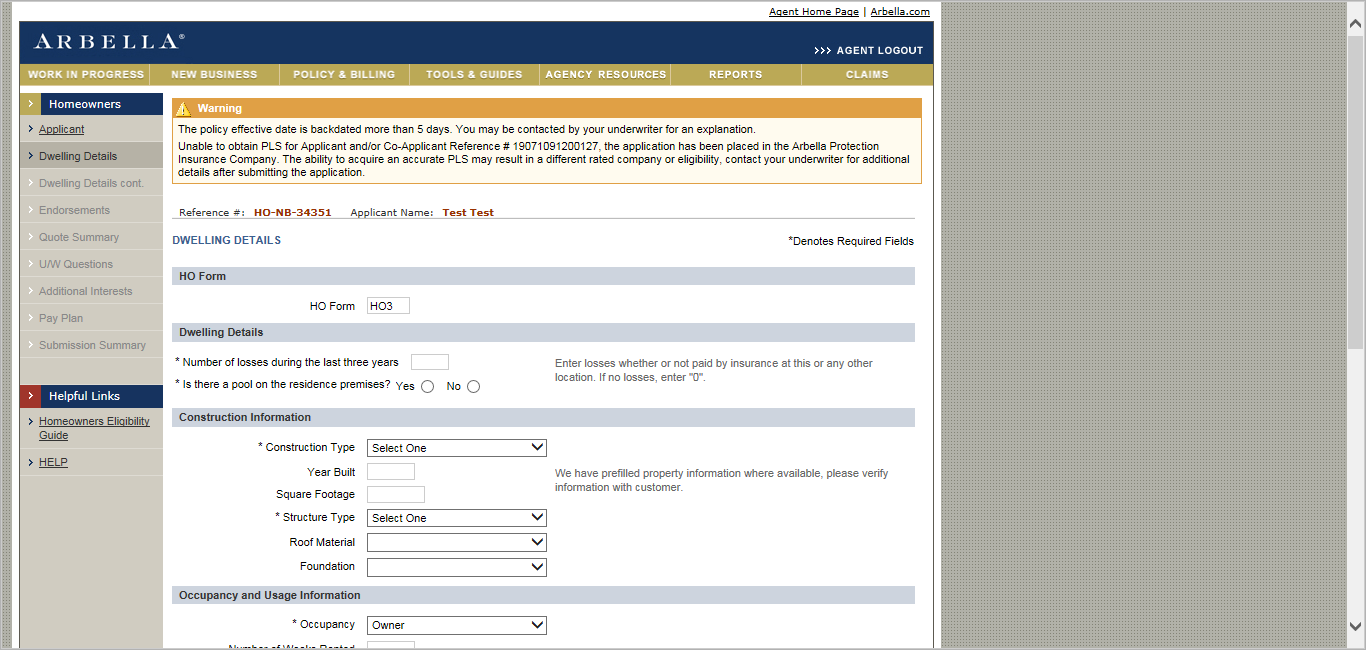 Agent Home Page | Arbella.com
ARBELLA®
>>> AGENT LOGOUT
WORK IN PROGRESS NEW BUSINESS POLICY & BILLING TOOLS & GUIDES AGENCY RESOURCES REPORTS CLAIMS
Homeowners
Applicant
Dwelling Details
Dwelling Details cont.
Endorsements
Quote Summary
U/W Questions
Additional Interests
Pay Plan
Submission Summary
Helpful Links
Homeowners Eligibility
Guide
HELP
Warning
The policy effective date is backdated more than 5 days. You may be contacted by your underwriter for an explanation.
Unable to obtain PLS for Applicant and/or Co-Applicant Reference # 19071091200127, the application has been placed in the Arbella Protection
Insurance Company. The ability to acquire an accurate PLS may result in a different rated company or eligibility, contact your underwriter for additional
details after submitting the application.
Reference #: HO-NB-34351 Applicant Name: Test Test
DWELLING DETAILS *Denotes Required Fields
HO Form
HO Form HO3
Dwelling Details
* Number of losses during the last three years
Enter losses whether or not paid by insurance at this or any other
location. If no losses, enter "0".
* Is there a pool on the residence premises? Yes No
Construction Information
* Construction Type Select One
Year Built
We have prefilled property information where available, please verify
information with customer.
Square Footage
* Structure Type Select One
Roof Material
Foundation
Occupancy and Usage Information
* Occupancy Owner
Number of Weeks Rented